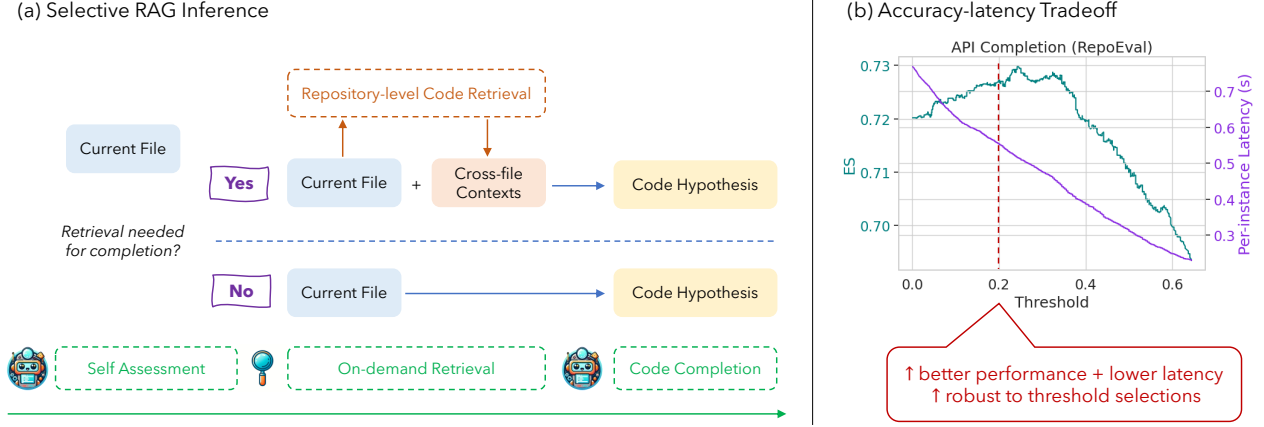 (a) Selective RAG Inference
Repository-level Code Retrieval
Current File
Yes
Current File
+
Cross-file
Contexts
Code Hypothesis
Retrieval needed
for completion?
No
Current File
Code Hypothesis
Self Assessment
On-demand Retrieval
Code Completion
(b) Accuracy-latency Tradeoff
API Completion (RepoEval)
ES
0.73
0.72
0.71
0.70
Per-instance Latency (s)
0.7
0.6
0.5
0.4
0.3
0.0
0.2
0.4
0.6
Threshold
↑ better performance + lower latency
↑ robust to threshold selections